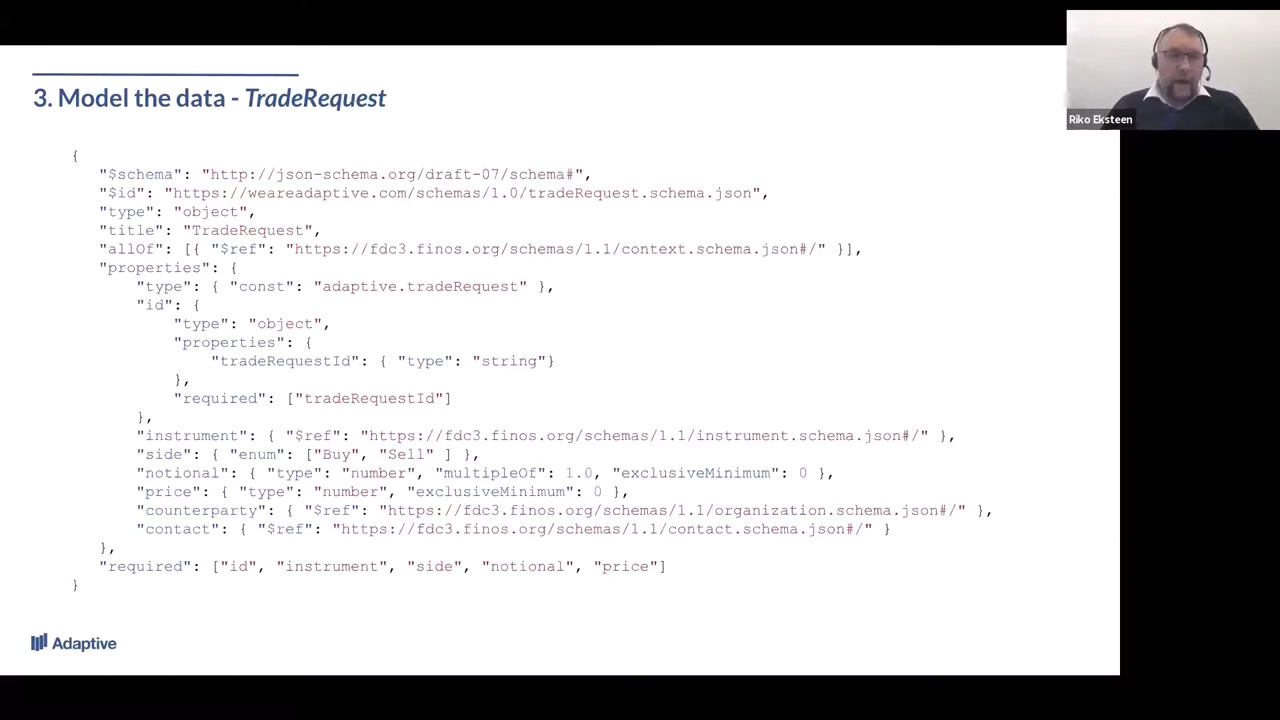 3. Model the data - TradeRequest
Riko Eksteen
{
"$schema": "http://json-schema.org/draft-07/schema#",
"$id": "https://weareadaptive.com/schemas/1.0/tradeRequest.schema.json",
"type": "object",
"title": "TradeRequest",
"allOf": [{ "$ref": "https://fdc3.finos.org/schemas/1.1/context.schema.json#/" }],
"properties": {
"type": { "const": "adaptive.tradeRequest" },
"id": {
"type": "object",
"properties": {
"tradeRequestId": { "type": "string"}
},
"required": ["tradeRequestId"]
},
"instrument": { "$ref": "https://fdc3.finos.org/schemas/1.1/instrument.schema.json#/" },
"side": { "enum": ["Buy", "Sell" ] },
"notional": { "type": "number", "multipleOf": 1.0, "exclusiveMinimum": 0 },
"price": { "type": "number", "exclusiveMinimum": 0 },
"counterparty": { "$ref": "https://fdc3.finos.org/schemas/1.1/organization.schema.json#/" },
"contact": { "$ref": "https://fdc3.finos.org/schemas/1.1/contact.schema.json#/" }
},
"required": ["id", "instrument", "side", "notional", "price"]
}
Adaptive